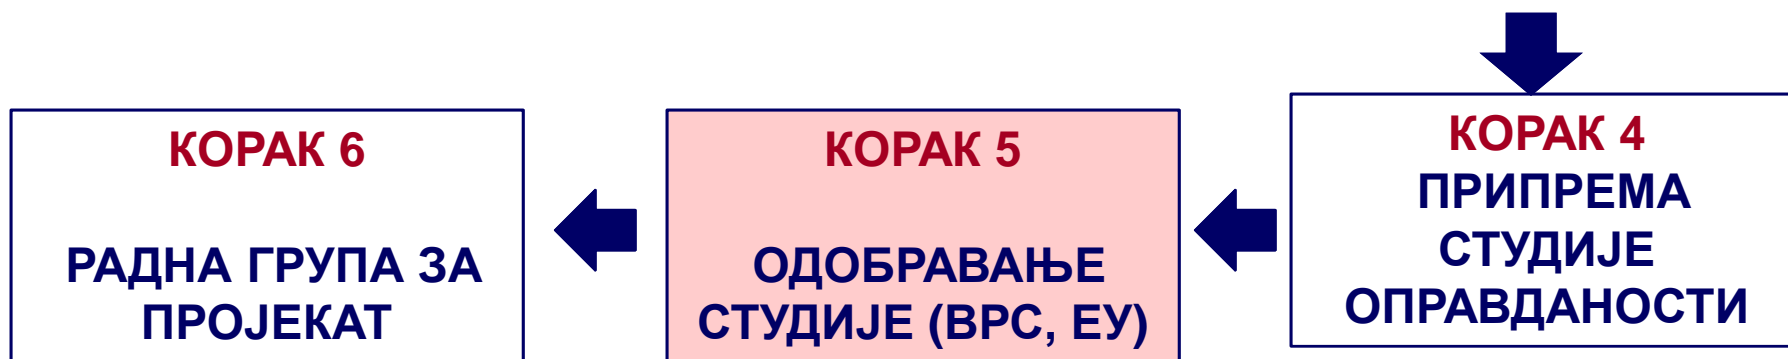 КОРАК 6
РАДНА ГРУПА ЗА
ПРОЈЕКАТ
КОРАК 5
ОДОБРАВАЊЕ
СТУДИЈЕ (ВРС, ЕУ)
КОРАК 4
ПРИПРЕМА
СТУДИЈЕ
ОПРАВДАНОСТИ